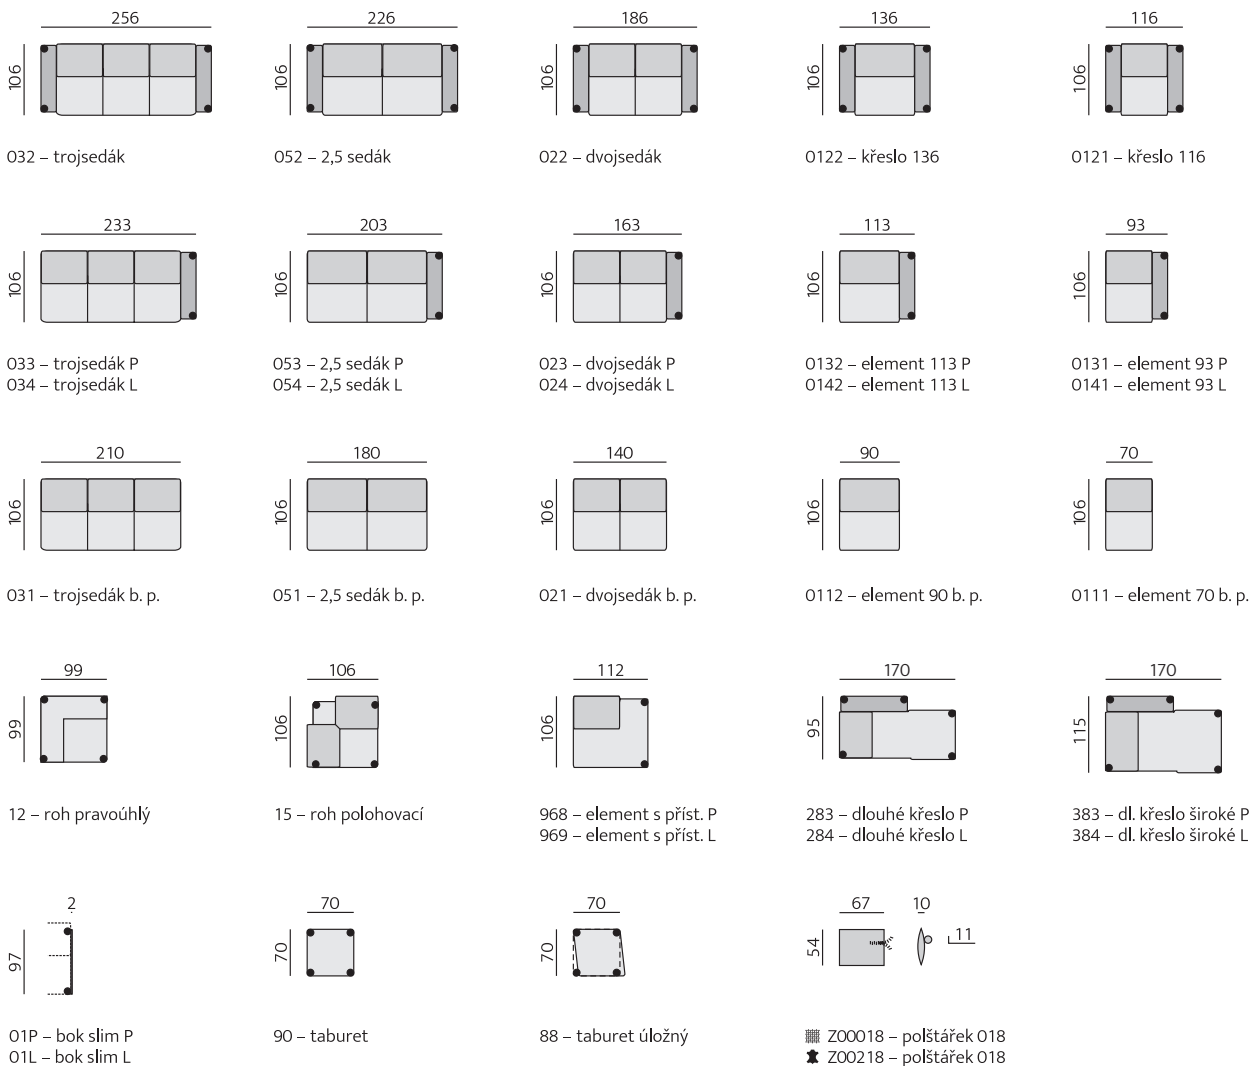 256 226 186 136 116
106 106 106 106 106
032 – trojsedák 052 – 2,5 sedák 022 – dvojsedák 0122 – křeslo 136 0121 – křeslo 116
233 203 163 113 93
106 106 106 106 106
033 – trojsedák P 053 – 2,5 sedák P 023 – dvojsedák P 0132 – element 113 P 0131 – element 93 P
034 – trojsedák L 054 – 2,5 sedák L 024 – dvojsedák L 0142 – element 113 L 0141 – element 93 L
210 180 140 90 70
106 106 106 106 106
031 – trojsedák b. p. 051 – 2,5 sedák b. p. 021 – dvojsedák b. p. 0112 – element 90 b. p. 0111 – element 70 b. p.
99 106 112 170 170
99 106 106 95 115
12 – roh pravoúhlý 15 – roh polohovací 968 – element s příst. P 283 – dlouhé křeslo P 383 – dl. křeslo široké P
969 – element s příst. L 284 – dlouhé křeslo L 384 – dl. křeslo široké L
2 70 70 67 10
97 70 70 54 11
01P – bok slim P 90 – taburet 88 – taburet úložný Z00018 – polštářek 018
01L – bok slim L Z00218 – polštářek 018